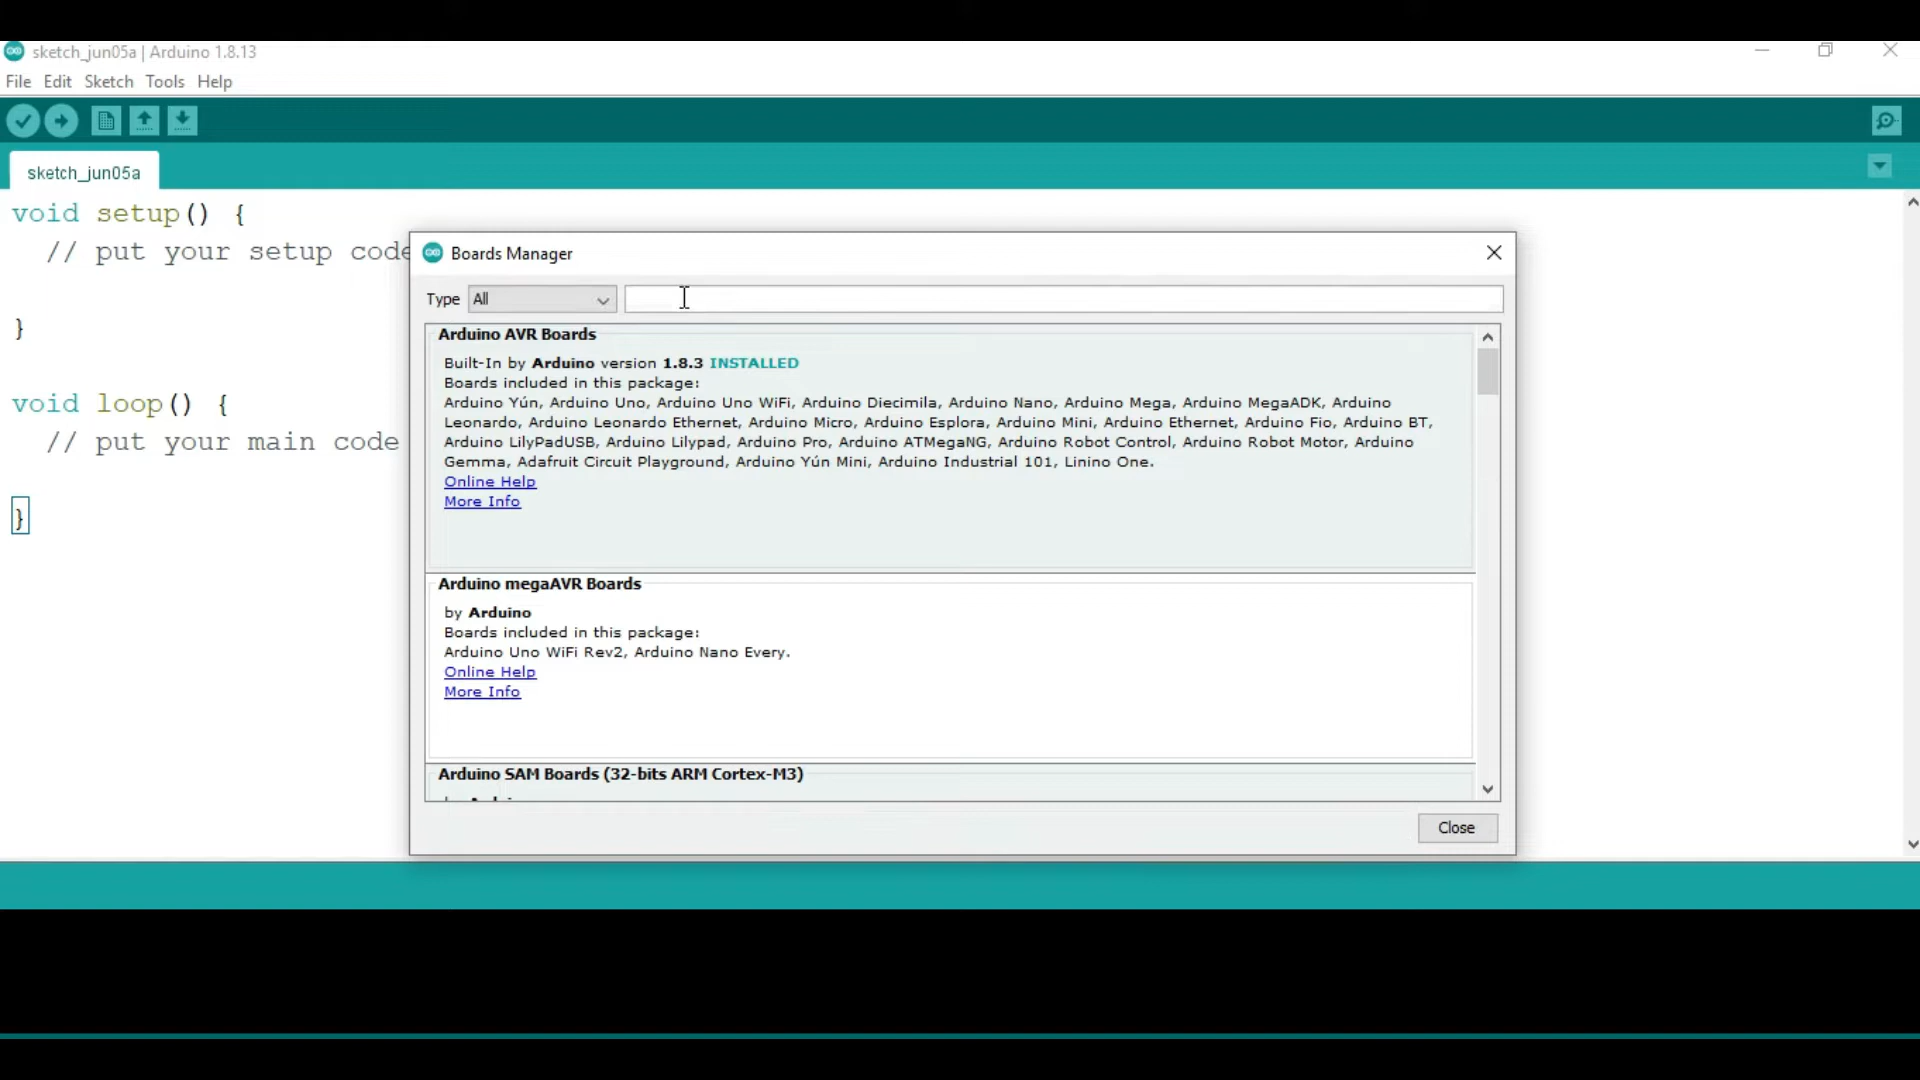 sketch_jun05a | Arduino 1.8.13
File Edit Sketch Tools Help
sketch_jun05a
void setup() {
// put your setup code
}
void loop() {
// put your main code
}
Boards Manager
Type All
Arduino AVR Boards
Built-In by Arduino version 1.8.3 INSTALLED
Boards included in this package:
Arduino Yún, Arduino Uno, Arduino Uno WiFi, Arduino Diecimila, Arduino Nano, Arduino Mega, Arduino MegaADK, Arduino
Leonardo, Arduino Leonardo Ethernet, Arduino Micro, Arduino Esplora, Arduino Mini, Arduino Ethernet, Arduino Fio, Arduino BT,
Arduino LilyPadUSB, Arduino Lilypad, Arduino Pro, Arduino ATMegaNG, Arduino Robot Control, Arduino Robot Motor, Arduino
Gemma, Adafruit Circuit Playground, Arduino Yún Mini, Arduino Industrial 101, Linino One.
Online Help
More Info
Arduino megaAVR Boards
by Arduino
Boards included in this package:
Arduino Uno WiFi Rev2, Arduino Nano Every.
Online Help
More Info
Arduino SAM Boards (32-bits ARM Cortex-M3)
Close